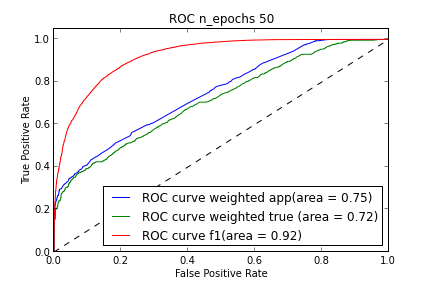 ROC n_epochs 50
1.0
0.8
0.6
0.4
0.2
0.0
True Positive Rate
ROC curve weighted app(area = 0.75)
ROC curve weighted true (area = 0.72)
ROC curve f1(area = 0.92)
0.0 0.2 0.4 0.6 0.8 1.0
False Positive Rate